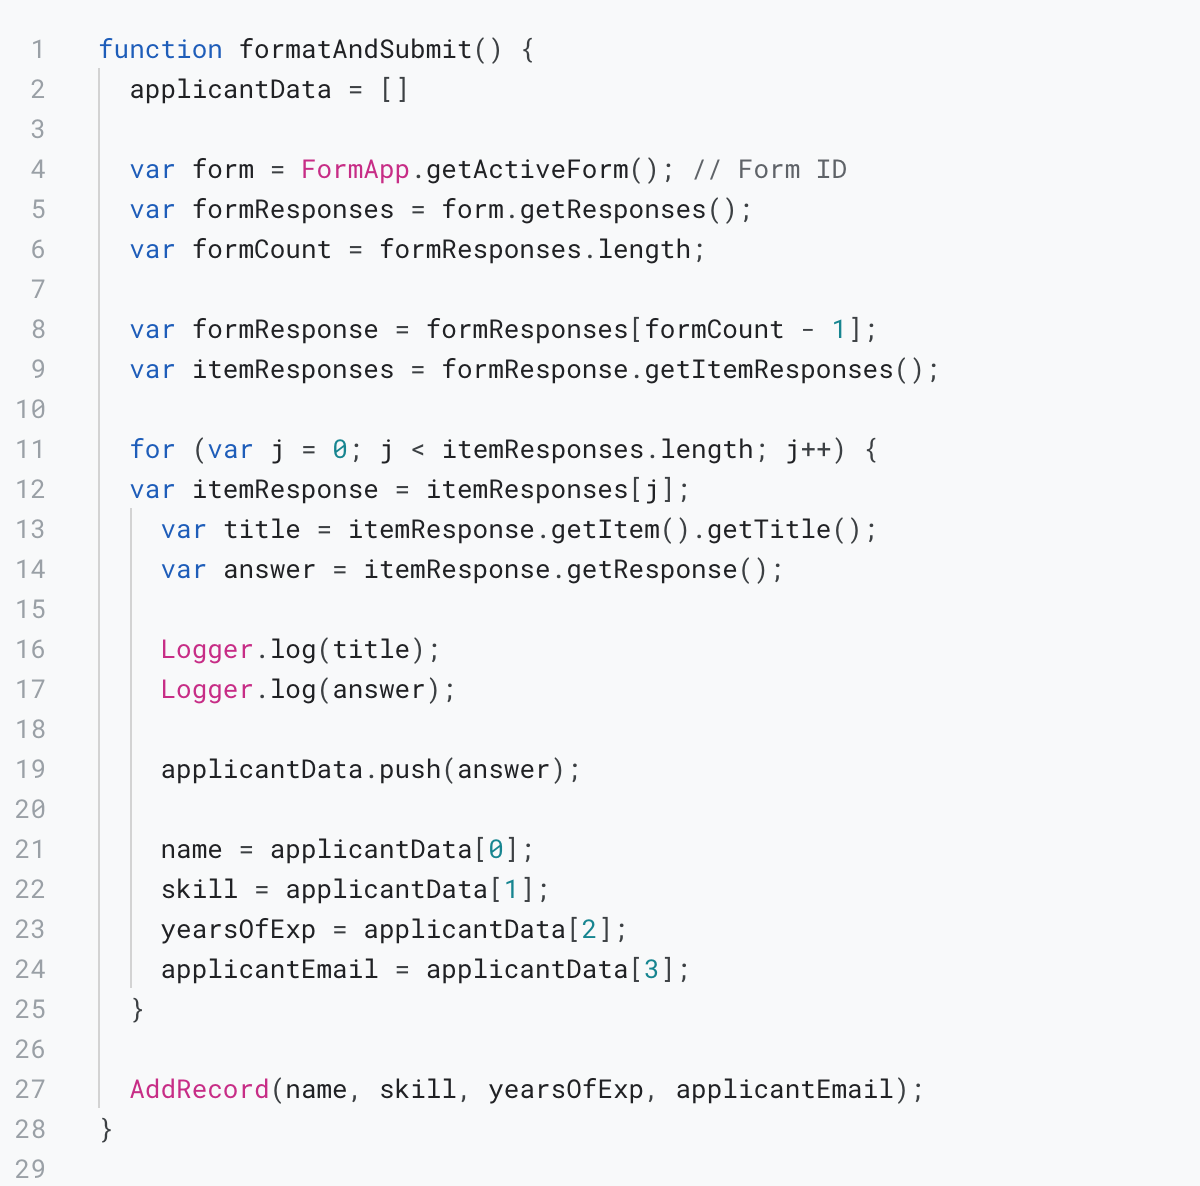 1 function formatAndSubmit() {
2 applicantData = []
3
4 var form = FormApp.getActiveForm(); // Form ID
5 var formResponses = form.getResponses();
6 var formCount = formResponses.length;
7
8 var formResponse = formResponses[formCount - 1];
9 var itemResponses = formResponse.getItemResponses();
10
11 for (var j = 0; j < itemResponses.length; j++) {
12 var itemResponse = itemResponses[j];
13 var title = itemResponse.getItem().getTitle();
14 var answer = itemResponse.getResponse();
15
16 Logger.log(title);
17 Logger.log(answer);
18
19 applicantData.push(answer);
20
21 name = applicantData[0];
22 skill = applicantData[1];
23 yearsOfExp = applicantData[2];
24 applicantEmail = applicantData[3];
25 }
26
27 AddRecord(name, skill, yearsOfExp, applicantEmail);
28 }
29